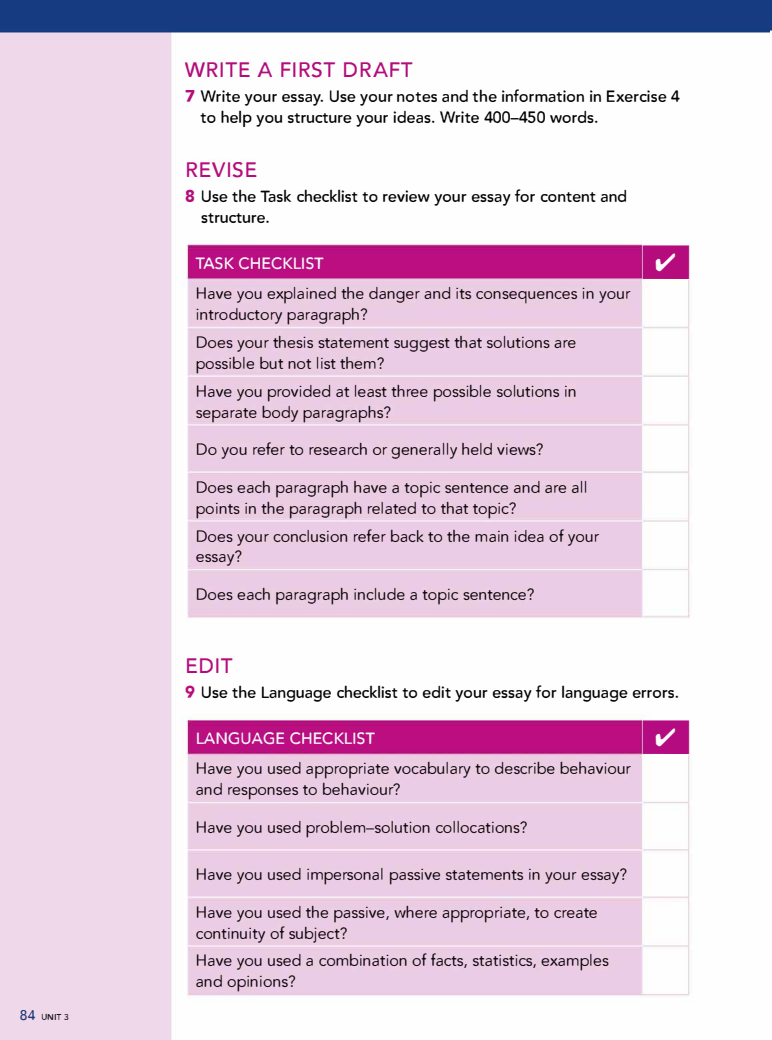 WRITE A FIRST DRAFT
7 Write your essay. Use your notes and the information in Exercise 4
to help you structure your ideas. Write 400–450 words.
REVISE
8 Use the Task checklist to review your essay for content and
structure.
TASK CHECKLIST ✔
Have you explained the danger and its consequences in your
introductory paragraph?
Does your thesis statement suggest that solutions are
possible but not list them?
Have you provided at least three possible solutions in
separate body paragraphs?
Do you refer to research or generally held views?
Does each paragraph have a topic sentence and are all
points in the paragraph related to that topic?
Does your conclusion refer back to the main idea of your
essay?
Does each paragraph include a topic sentence?
EDIT
9 Use the Language checklist to edit your essay for language errors.
LANGUAGE CHECKLIST ✔
Have you used appropriate vocabulary to describe behaviour
and responses to behaviour?
Have you used problem–solution collocations?
Have you used impersonal passive statements in your essay?
Have you used the passive, where appropriate, to create
continuity of subject?
Have you used a combination of facts, statistics, examples
and opinions?
84 UNIT 3